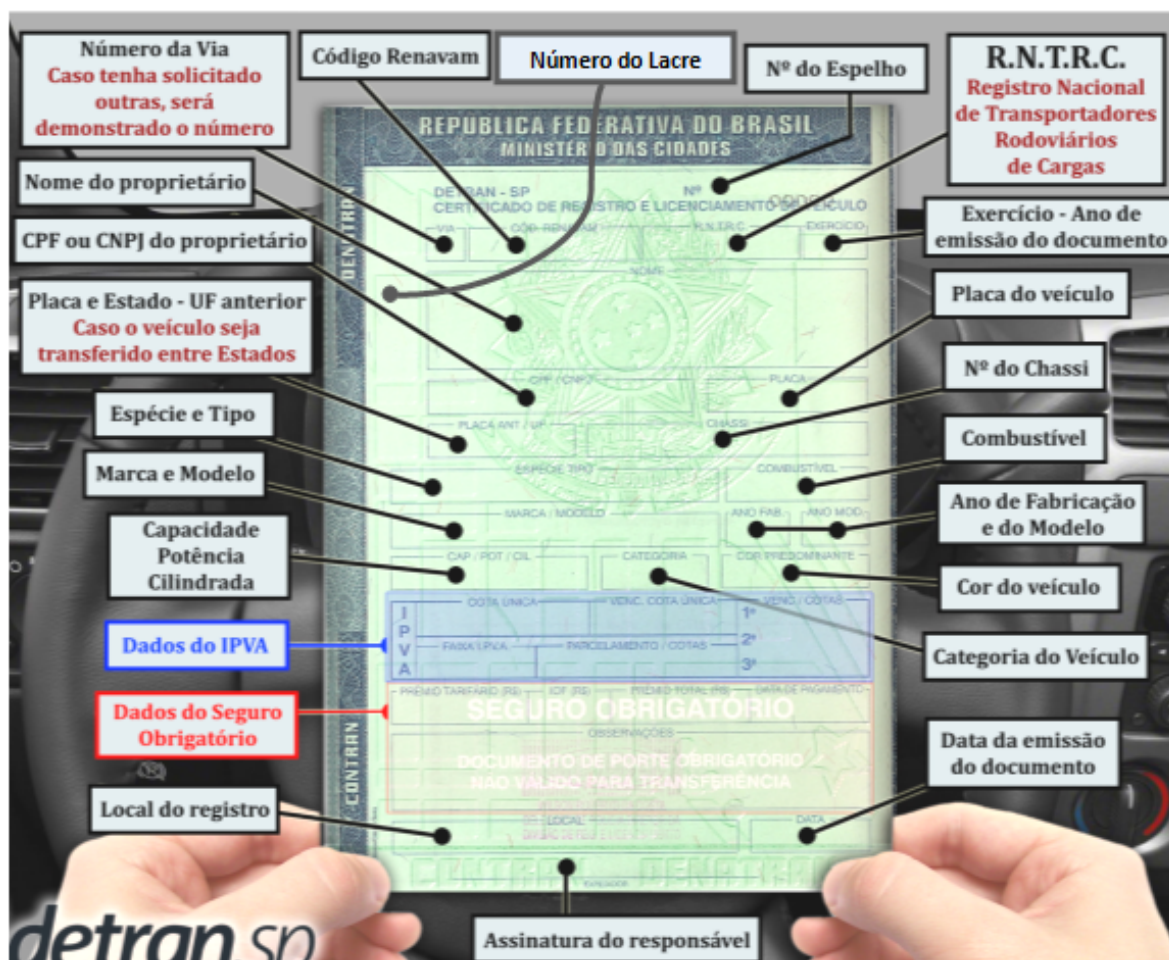 Número da Via
Caso tenha solicitado
outras, será
demonstrado o número
Código Renavam
Número do Lacre
Nº do Espelho
R.N.T.R.C.
Registro Nacional
de Transportadores
Rodoviários
de Cargas
Nome do proprietário
CPF ou CNPJ do proprietário
Placa e Estado - UF anterior
Caso o veículo seja
transferido entre Estados
Espécie e Tipo
Marca e Modelo
Capacidade
Potência
Cilindrada
Dados do IPVA
Dados do Seguro
Obrigatório
Local do registro
REPÚBLICA FEDERATIVA DO BRASIL
MINISTÉRIO DAS CIDADES
DENATRAN
CONTRAN
DETRAN - SP Nº
CERTIFICADO DE REGISTRO E LICENCIAMENTO DE VEÍCULO
VIA CÓD. RENAVAM R.N.T.R.C. EXERCÍCIO
NOME
CPF / CNPJ PLACA
PLACA ANT / UF CHASSI
ESPÉCIE TIPO COMBUSTÍVEL
MARCA / MODELO ANO FAB. ANO MOD.
CAP / POT / CIL CATEGORIA COR PREDOMINANTE
IPVA
COTA ÚNICA VENC. COTA ÚNICA VENC. / COTAS
1ª
2ª
FAIXA I.P.V.A. PARCELAMENTO / COTAS
3ª
PRÊMIO TARIFÁRIO (R$) IOF (R$) PRÊMIO TOTAL (R$) DATA DE PAGAMENTO
SEGURO OBRIGATÓRIO
OBSERVAÇÕES
DOCUMENTO DE PORTE OBRIGATÓRIO
NÃO VÁLIDO PARA TRANSFERÊNCIA
LOCAL DATA
CONTRAN DENATRAN
Exercício - Ano de
emissão do documento
Placa do veículo
Nº do Chassi
Combustível
Ano de Fabricação
e do Modelo
Cor do veículo
Categoria do Veículo
Data da emissão
do documento
Assinatura do responsável
detran.sp